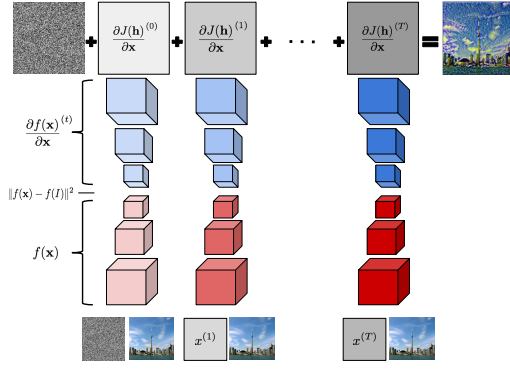 ∂J(h)/∂x ^(0) + ∂J(h)/∂x ^(1) + · · · + ∂J(h)/∂x ^(T) =
∂f(x)/∂x ^(t)
‖f(x) − f(I)‖²
f(x)
x^(1) x^(T)